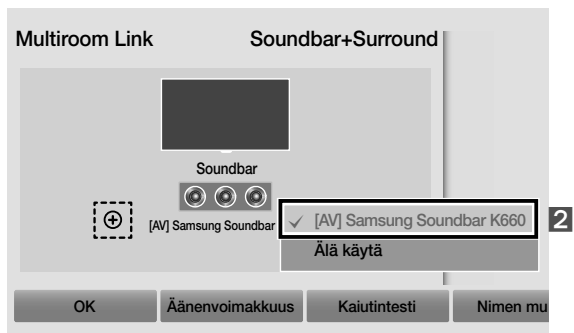 Multiroom Link
Soundbar+Surround
Soundbar
[AV] Samsung Soundbar
✓ [AV] Samsung Soundbar K660
2
Älä käytä
OK
Äänenvoimakkuus
Kaiutintesti
Nimen mu